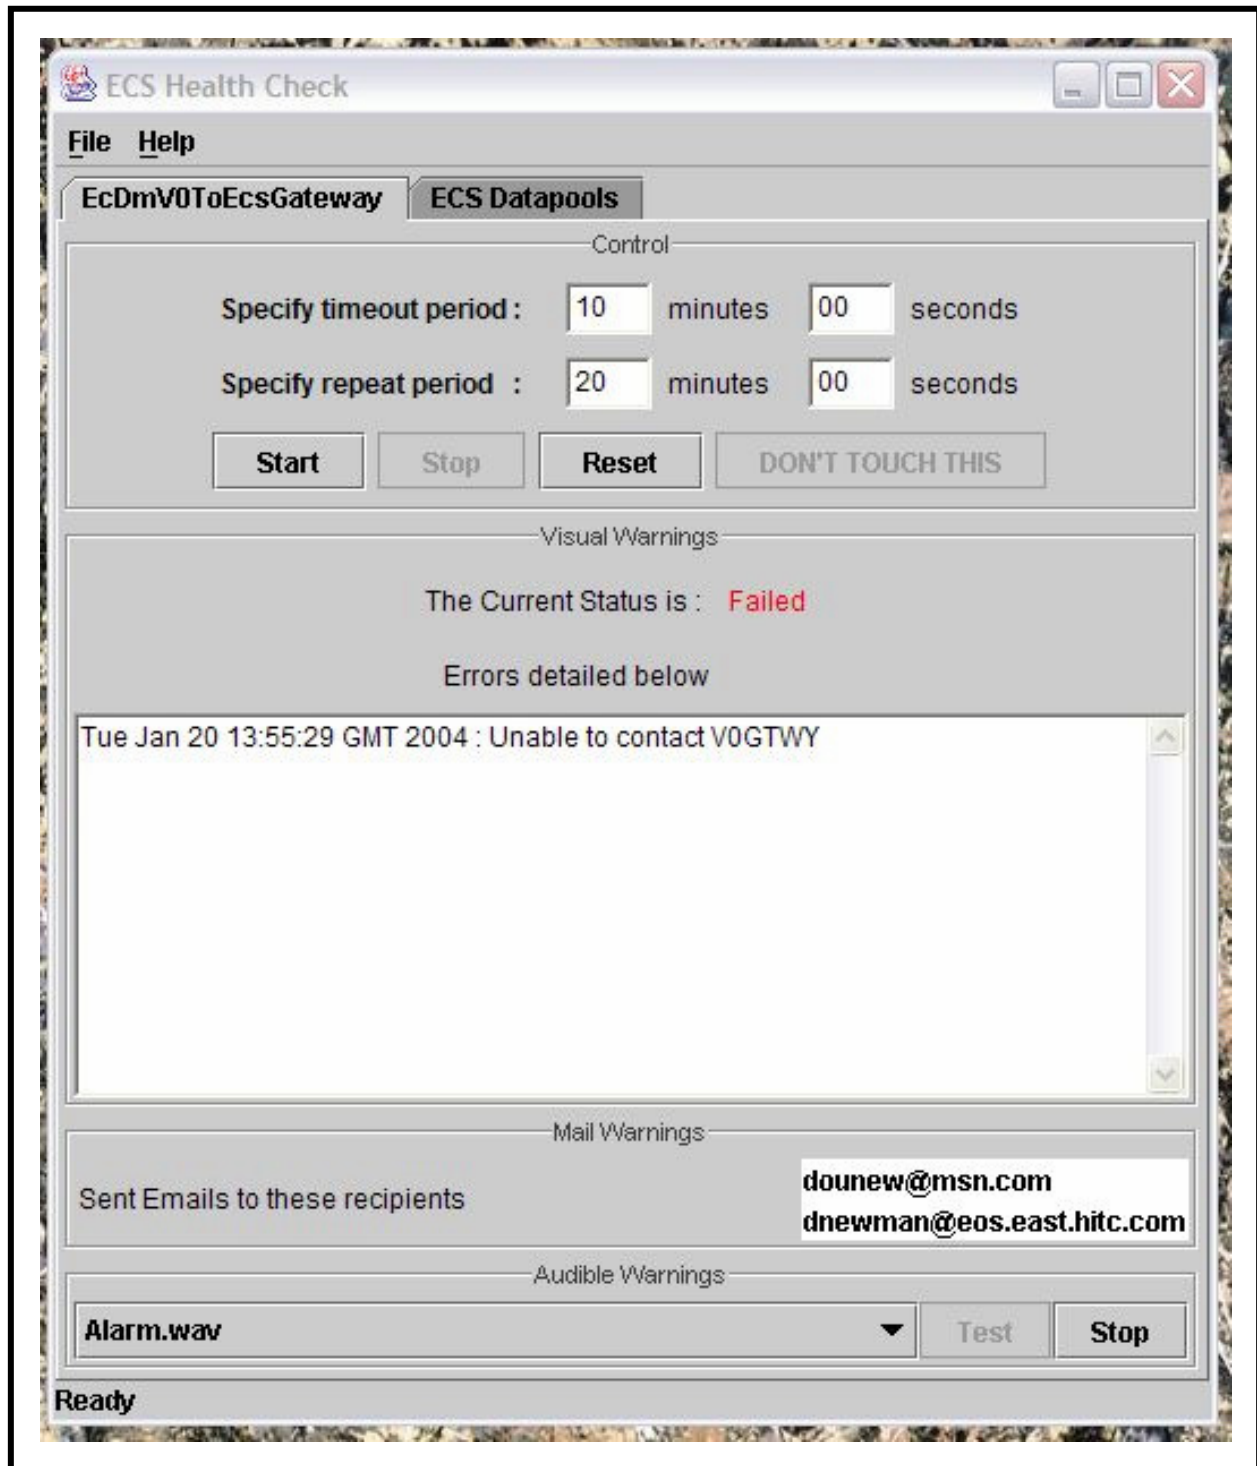 ECS Health Check
File Help
EcDmV0ToEcsGateway ECS Datapools
Control
Specify timeout period : 10 minutes 00 seconds
Specify repeat period : 20 minutes 00 seconds
Start Stop Reset DON'T TOUCH THIS
Visual Warnings
The Current Status is : Failed
Errors detailed below
Tue Jan 20 13:55:29 GMT 2004 : Unable to contact V0GTWY
Mail Warnings
Sent Emails to these recipients
dounew@msn.com
dnewman@eos.east.hitc.com
Audible Warnings
Alarm.wav Test Stop
Ready